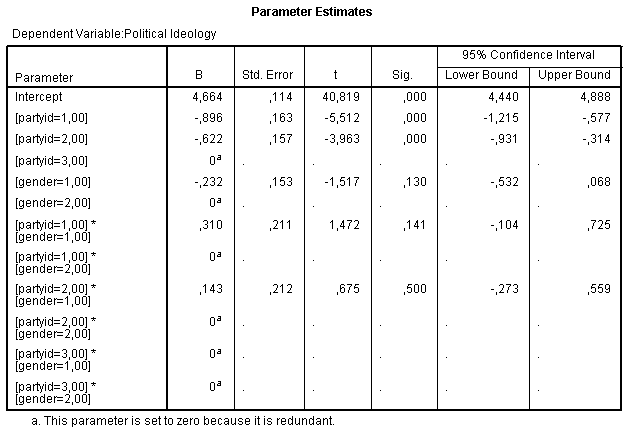 Parameter Estimates
Dependent Variable:Political Ideology
95% Confidence Interval
Parameter B Std. Error t Sig. Lower Bound Upper Bound
Intercept 4,664 ,114 40,819 ,000 4,440 4,888
[partyid=1,00] -,896 ,163 -5,512 ,000 -1,215 -,577
[partyid=2,00] -,622 ,157 -3,963 ,000 -,931 -,314
[partyid=3,00] 0a . . . . .
[gender=1,00] -,232 ,153 -1,517 ,130 -,532 ,068
[gender=2,00] 0a . . . . .
[partyid=1,00] * ,310 ,211 1,472 ,141 -,104 ,725
[gender=1,00]
[partyid=1,00] * 0a . . . . .
[gender=2,00]
[partyid=2,00] * ,143 ,212 ,675 ,500 -,273 ,559
[gender=1,00]
[partyid=2,00] * 0a . . . . .
[gender=2,00]
[partyid=3,00] * 0a . . . . .
[gender=1,00]
[partyid=3,00] * 0a . . . . .
[gender=2,00]
a. This parameter is set to zero because it is redundant.